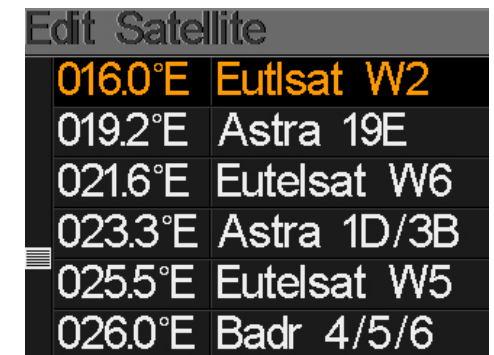 Edit Satellite
016.0°E Eutlsat W2
019.2°E Astra 19E
021.6°E Eutelsat W6
023.3°E Astra 1D/3B
025.5°E Eutelsat W5
026.0°E Badr 4/5/6